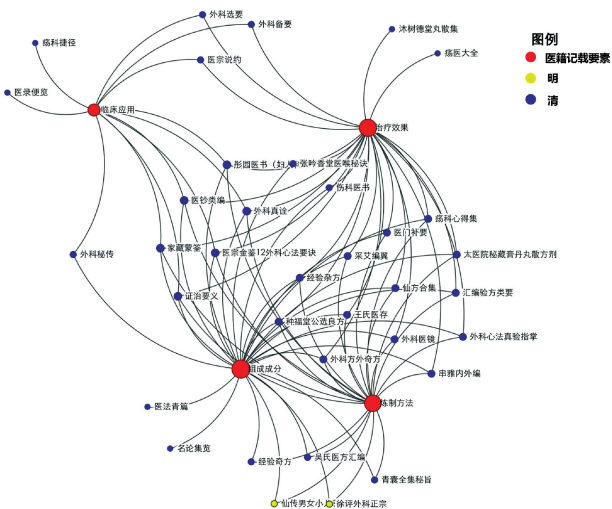 外科选要
外科备要
沐树德堂丸散集
图例
疡科捷径
疡医大全
医籍记载要素
医宗说约
明
医录便览
清
临床应用
治疗效果
彤园医书（妇人
张吟香堂医喉秘诀
伤科医书
医钞类编
外科真诠
疡科心得集
医门补要
家藏蒙筌
外科秘传
医宗金鉴12外科心法要诀
采艾编翼
太医院秘藏膏丹丸散方剂
经验杂方
证治要义
仙方合集
汇编验方类要
种福堂公选良方
王氏医存
外科医镜
外科心法真验指掌
外科方外奇方
组成成分
串雅内外编
医法青篇
炼制方法
名论集览
经验奇方
吴氏医方汇编
青囊全集秘旨
仙传男女小儿
徐评外科正宗